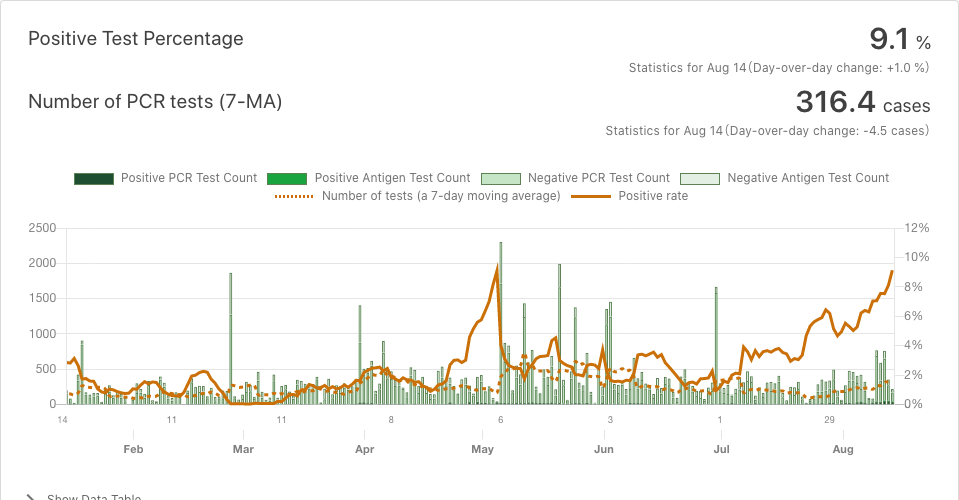 Positive Test Percentage
9.1 %
Statistics for Aug 14(Day-over-day change: +1.0 %)
Number of PCR tests (7-MA)
316.4 cases
Statistics for Aug 14(Day-over-day change: -4.5 cases)
Positive PCR Test Count Positive Antigen Test Count Negative PCR Test Count Negative Antigen Test Count
Number of tests (a 7-day moving average) Positive rate
2500 12%
2000 10%
1500 8%
1000 6%
500 4%
0 2%
0%
14 11 11 8 6 3 1 29
Feb Mar Apr May Jun Jul Aug
Show Data Table